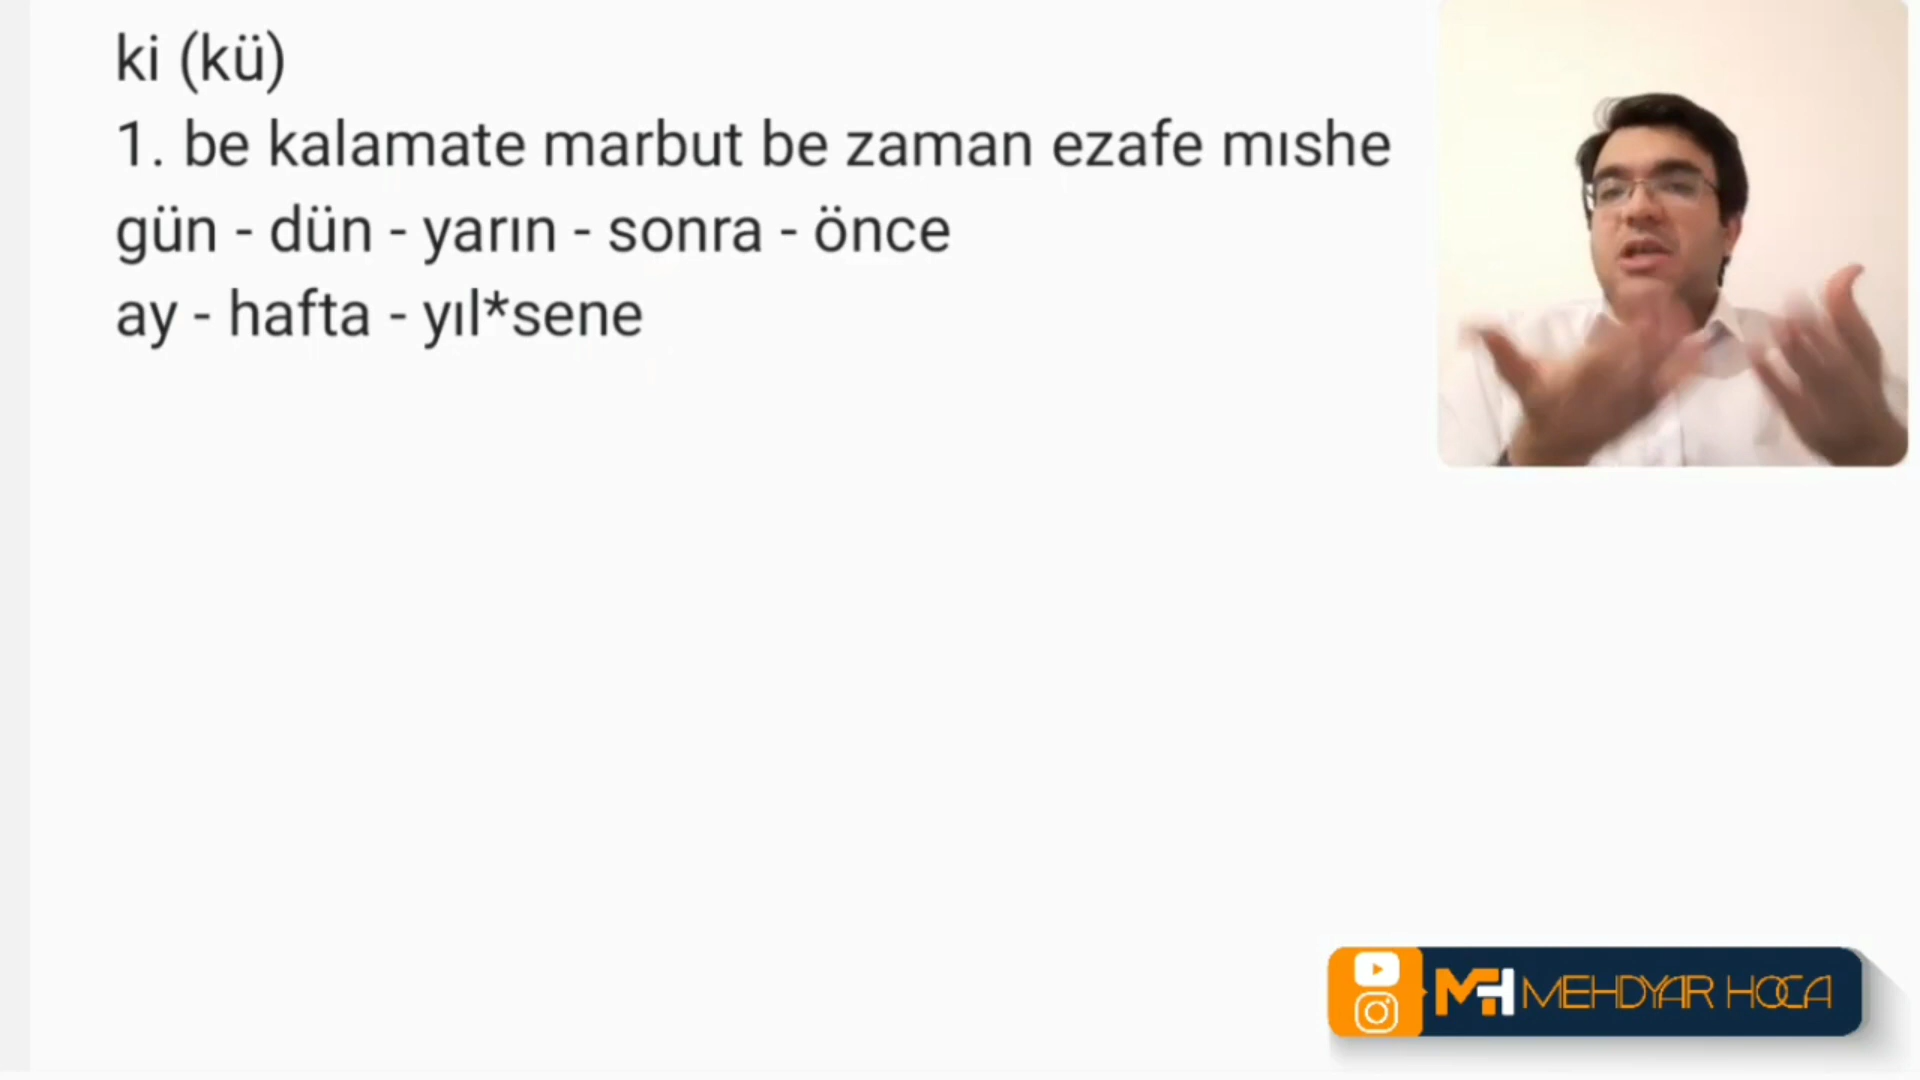 ki (kü)
1. be kalamate marbut be zaman ezafe mıshe
gün - dün - yarın - sonra - önce
ay - hafta - yıl*sene
MH MEHDYAR HOCA